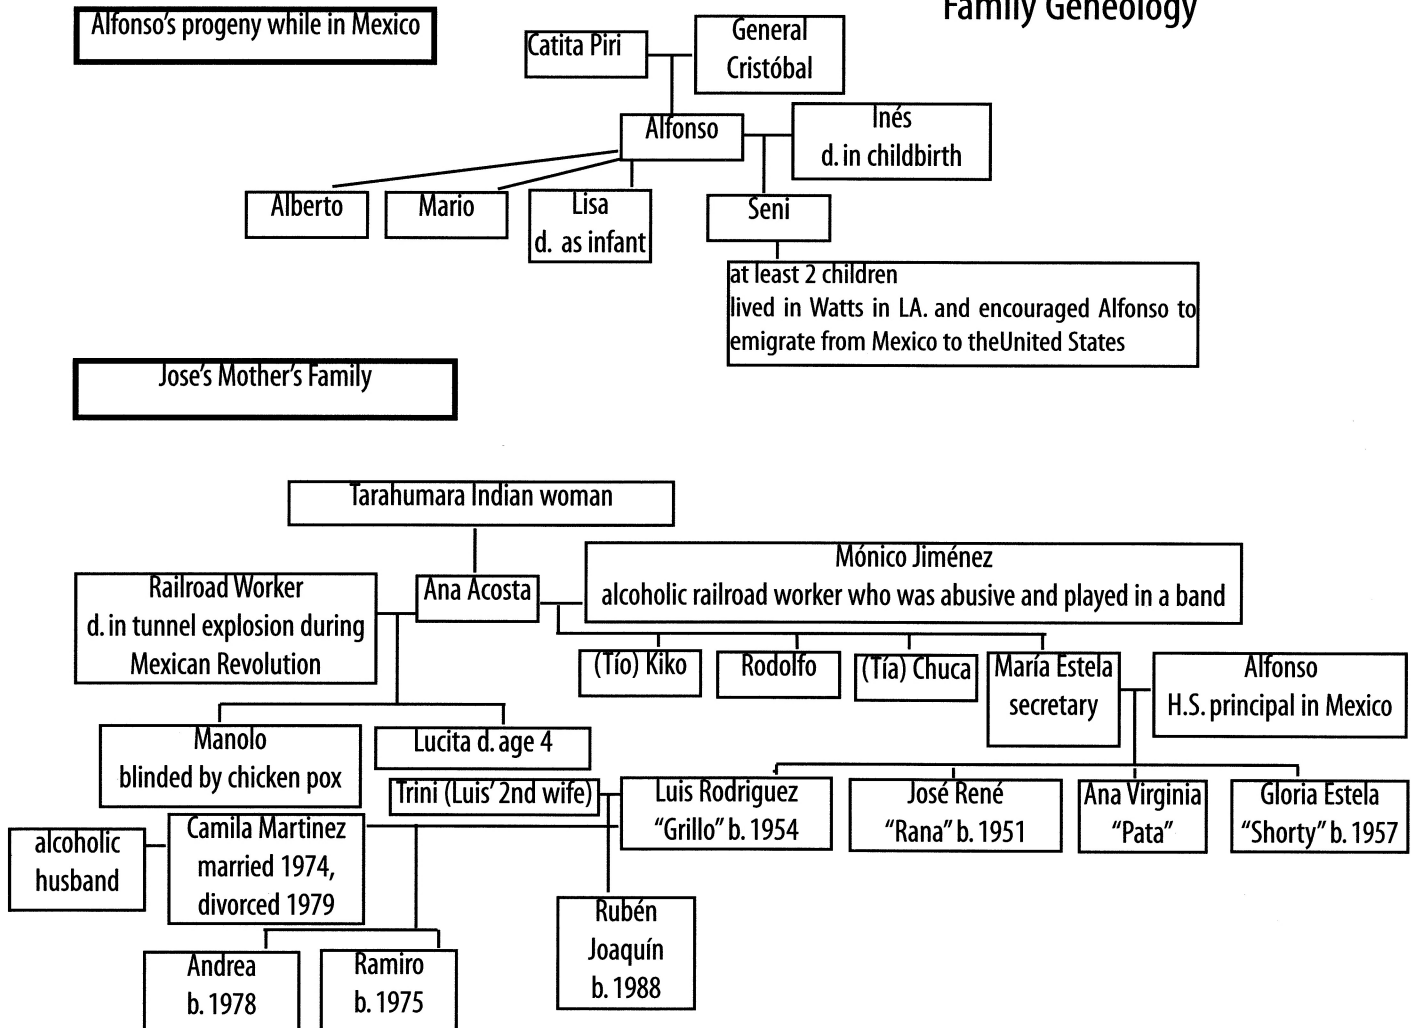 Family Geneology
Alfonso's progeny while in Mexico
Catita Piri
General
Cristóbal
Alfonso
Inés
d. in childbirth
Alberto
Mario
Lisa
d. as infant
Seni
at least 2 children
lived in Watts in LA. and encouraged Alfonso to
emigrate from Mexico to theUnited States
Jose's Mother's Family
Tarahumara Indian woman
Railroad Worker
d. in tunnel explosion during
Mexican Revolution
Ana Acosta
Mónico Jiménez
alcoholic railroad worker who was abusive and played in a band
(Tío) Kiko
Rodolfo
(Tía) Chuca
María Estela
secretary
Alfonso
H.S. principal in Mexico
Manolo
blinded by chicken pox
Lucita d. age 4
Trini (Luis' 2nd wife)
Luis Rodriguez
"Grillo" b. 1954
José René
"Rana" b. 1951
Ana Virginia
"Pata"
Gloria Estela
"Shorty" b. 1957
alcoholic
husband
Camila Martinez
married 1974,
divorced 1979
Andrea
b. 1978
Ramiro
b. 1975
Rubén
Joaquín
b. 1988